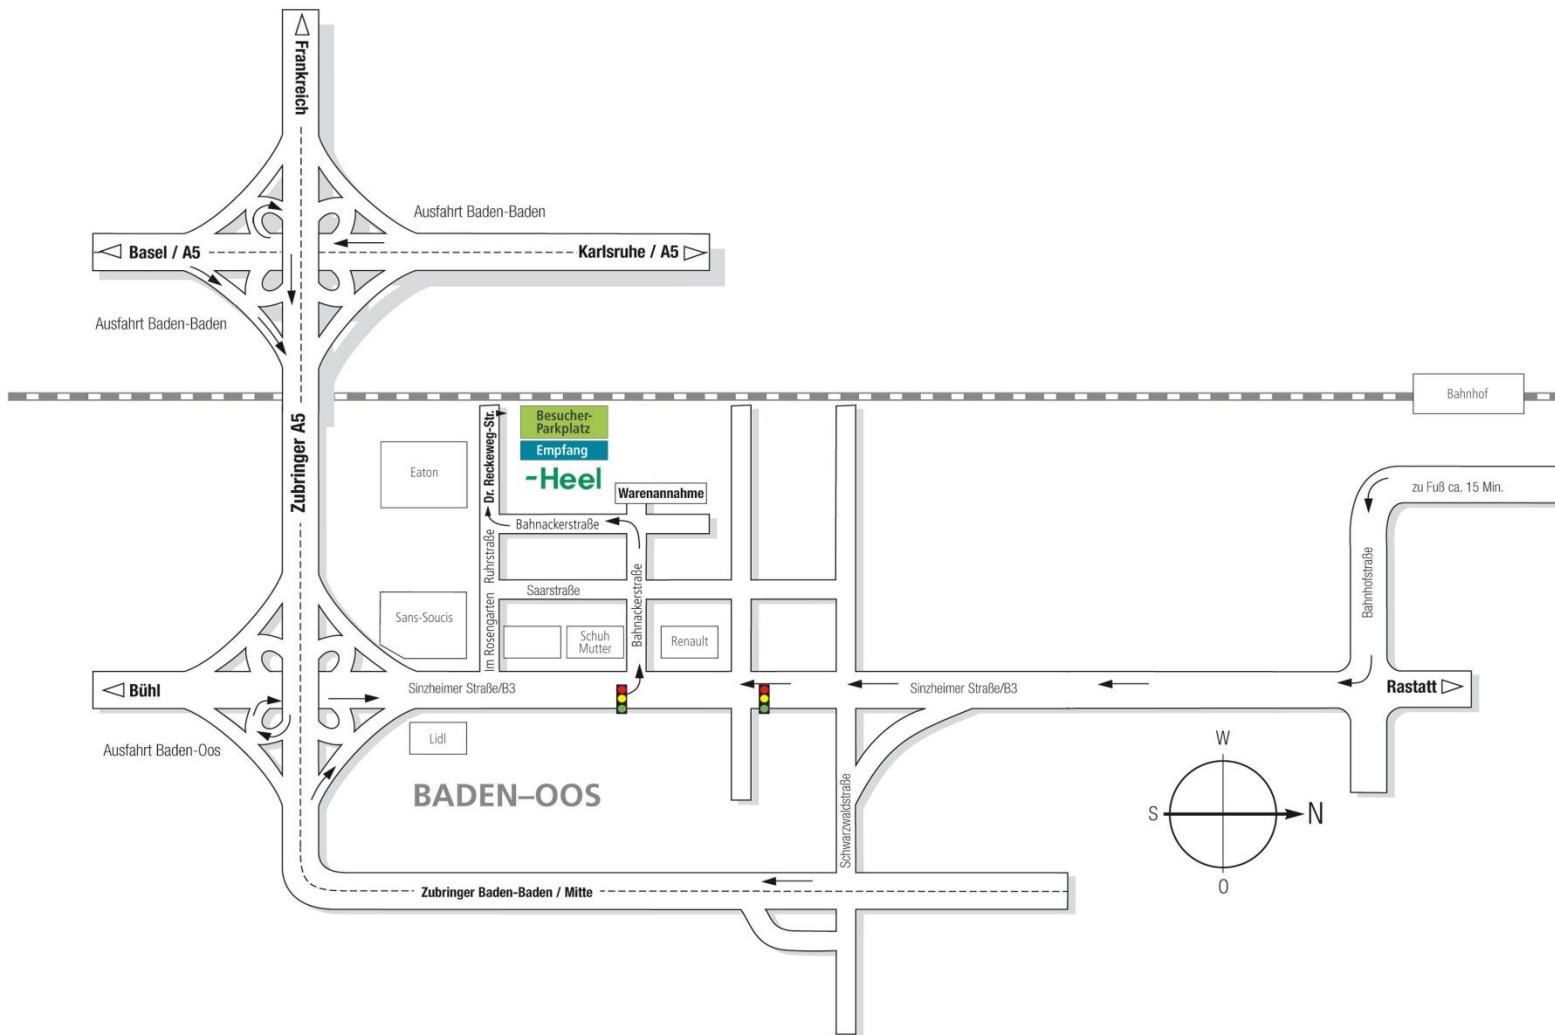 Frankreich
Ausfahrt Baden-Baden
Basel / A5
Karlsruhe / A5
Ausfahrt Baden-Baden
Bahnhof
Zubringer A5
Dr. Reckeweg-Str.
Besucher-
Parkplatz
Empfang
-Heel
Eaton
Warenannahme
zu Fuß ca. 15 Min.
Bahnackerstraße
Ruhrstraße
Saarstraße
Bahnackerstraße
Bahnhofstraße
Sans-Soucis
Im Rosengarten
Schuh
Mutter
Renault
Bühl
Sinzheimer Straße/B3
Sinzheimer Straße/B3
Rastatt
Ausfahrt Baden-Oos
Lidl
BADEN–OOS
Schwarzwaldstraße
W
S
N
O
Zubringer Baden-Baden / Mitte